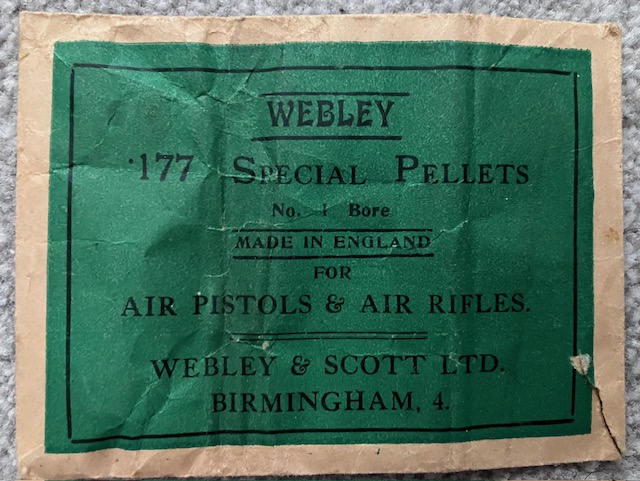 WEBLEY
·177 SPECIAL PELLETS
No. 1 Bore
MADE IN ENGLAND
FOR
AIR PISTOLS & AIR RIFLES.
WEBLEY & SCOTT LTD.
BIRMINGHAM, 4.